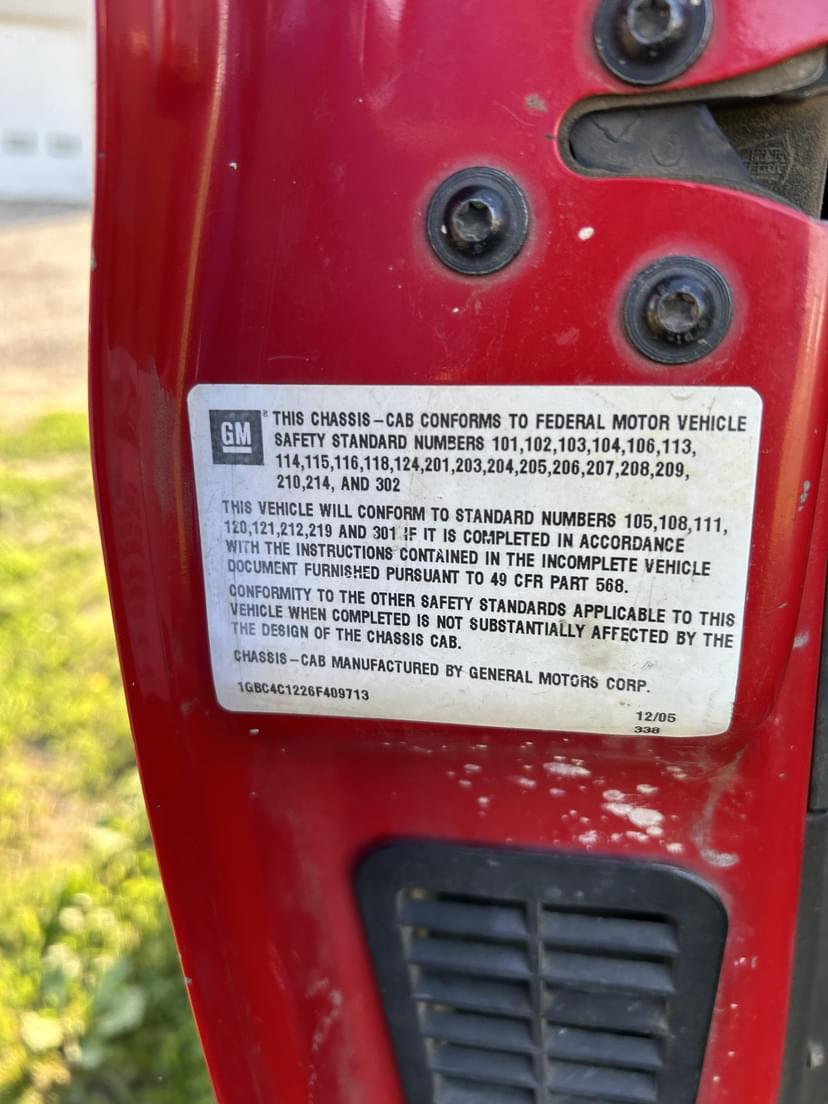 GM ® THIS CHASSIS-CAB CONFORMS TO FEDERAL MOTOR VEHICLE
SAFETY STANDARD NUMBERS 101,102,103,104,106,113,
114,115,116,118,124,201,203,204,205,206,207,208,209,
210,214, AND 302
THIS VEHICLE WILL CONFORM TO STANDARD NUMBERS 105,108,111,
120,121,212,219 AND 301 IF IT IS COMPLETED IN ACCORDANCE
WITH THE INSTRUCTIONS CONTAINED IN THE INCOMPLETE VEHICLE
DOCUMENT FURNISHED PURSUANT TO 49 CFR PART 568.
CONFORMITY TO THE OTHER SAFETY STANDARDS APPLICABLE TO THIS
VEHICLE WHEN COMPLETED IS NOT SUBSTANTIALLY AFFECTED BY THE
THE DESIGN OF THE CHASSIS CAB.
CHASSIS-CAB MANUFACTURED BY GENERAL MOTORS CORP.
1GBC4C1226F409713
12/05
338